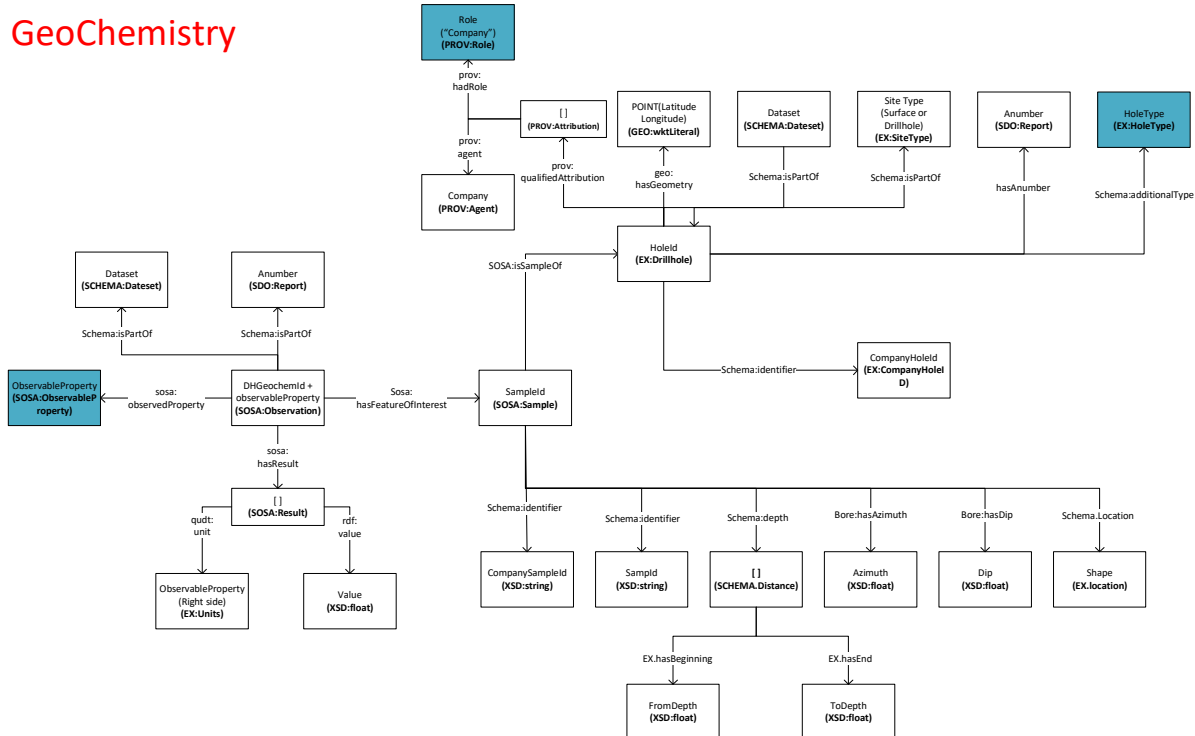 GeoChemistry
Role
("Company")
(PROV:Role)
prov:
hadRole
[ ]
(PROV:Attribution)
POINT(Latitude
Longitude)
(GEO:wktLiteral)
Dataset
(SCHEMA:Dateset)
Site Type
(Surface or
Drillhole)
(EX:SiteType)
Anumber
(SDO:Report)
HoleType
(EX:HoleType)
prov:
agent
prov:
qualifiedAttribution
geo:
hasGeometry
Schema:isPartOf
Schema:isPartOf
hasAnumber
Schema:additionalType
Company
(PROV:Agent)
HoleId
(EX:Drillhole)
SOSA:isSampleOf
Dataset
(SCHEMA:Dateset)
Anumber
(SDO:Report)
Schema:isPartOf
Schema:isPartOf
CompanyHoleId
(EX:CompanyHoleI
D)
Schema:identifier
ObservableProperty
(SOSA:ObservableP
roperty)
sosa:
observedProperty
DHGeochemId +
observableProperty
(SOSA:Observation)
Sosa:
hasFeatureOfInterest
SampleId
(SOSA:Sample)
sosa:
hasResult
[ ]
(SOSA:Result)
qudt:
unit
rdf:
value
ObservableProperty
(Right side)
(EX:Units)
Value
(XSD:float)
Schema:identifier
Schema:identifier
Schema:depth
Bore:hasAzimuth
Bore:hasDip
Schema.Location
CompanySampleId
(XSD:string)
SampId
(XSD:string)
[ ]
(SCHEMA.Distance)
Azimuth
(XSD:float)
Dip
(XSD:float)
Shape
(EX.location)
EX.hasBeginning
EX.hasEnd
FromDepth
(XSD:float)
ToDepth
(XSD:float)